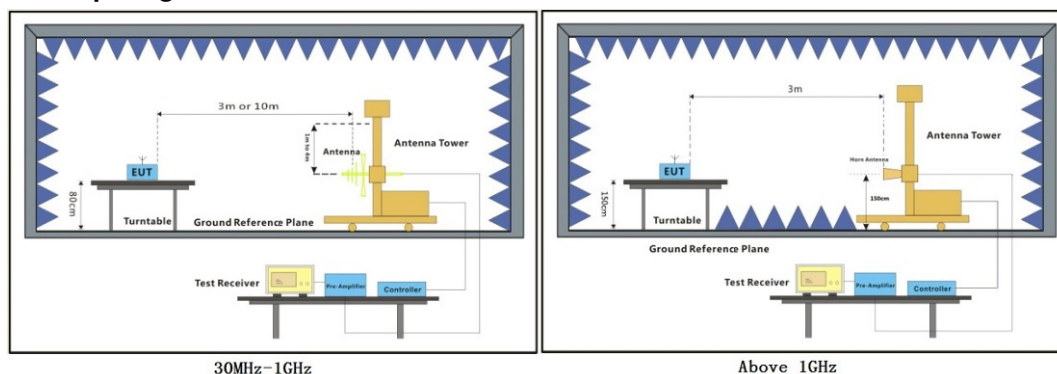 3m or 10m
1m to 4m
Antenna
Antenna Tower
EUT
80cm
Turntable
Ground Reference Plane
Test Receiver
Pre-Amplifier
Controller
30MHz-1GHz
3m
Antenna Tower
Horn Antenna
EUT
150cm
150cm
Turntable
Ground Reference Plane
Test Receiver
Pre-Amplifier
Controller
Above 1GHz